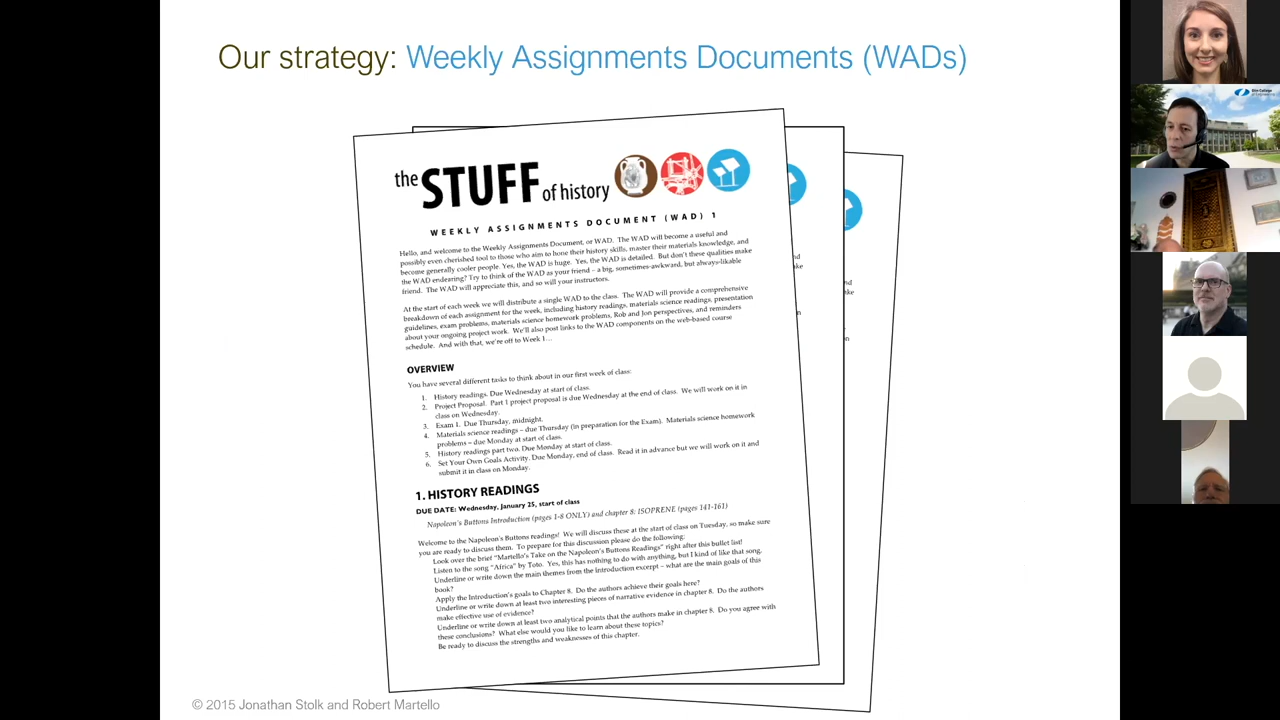 Our strategy: Weekly Assignments Documents (WADs)
the STUFF of history
WEEKLY ASSIGNMENTS DOCUMENT (WAD) 1
Hello, and welcome to the Weekly Assignments Document, or WAD. The WAD will become a useful and
possibly even cherished tool to those who aim to hone their history skills, master their materials knowledge, and
become generally cooler people. Yes, the WAD is huge. Yes, the WAD is detailed. But don't these qualities make
the WAD endearing? Try to think of the WAD as your friend – a big, sometimes-awkward, but always-likable
friend. The WAD will appreciate this, and so will your instructors.
At the start of each week we will distribute a single WAD to the class. The WAD will provide a comprehensive
breakdown of each assignment for the week, including history readings, materials science readings, presentation
guidelines, exam problems, materials science homework problems, Rob and Jon perspectives, and reminders
about your ongoing project work. We'll also post links to the WAD components on the web-based course
schedule. And with that, we're off to Week 1…
OVERVIEW
You have several different tasks to think about in our first week of class:
1. History readings. Due Wednesday at start of class.
2. Project Proposal. Part 1 project proposal is due Wednesday at the end of class. We will work on it in
class on Wednesday.
3. Exam 1. Due Thursday, midnight.
4. Materials science readings – due Thursday (in preparation for the Exam). Materials science homework
problems – due Monday at start of class.
5. History readings part two. Due Monday at start of class.
6. Set Your Own Goals Activity. Due Monday, end of class. Read it in advance but we will work on it and
submit it in class on Monday.
1. HISTORY READINGS
DUE DATE: Wednesday, January 25, start of class
Napoleon's Buttons Introduction (pages 1-8 ONLY) and chapter 8: ISOPRENE (pages 141-161)
Welcome to the Napoleon's Buttons readings! We will discuss these at the start of class on Tuesday, so make sure
you are ready to discuss them. To prepare for this discussion please do the following:
Look over the brief "Martello's Take on the Napoleon's Buttons Readings" right after this bullet list!
Listen to the song "Africa" by Toto. Yes, this has nothing to do with anything, but I kind of like that song.
Underline or write down the main themes from the Introduction excerpt – what are the main goals of this
book?
Apply the Introduction's goals to Chapter 8. Do the authors achieve their goals here?
Underline or write down at least two interesting pieces of narrative evidence in chapter 8. Do the authors
make effective use of evidence?
Underline or write down at least two analytical points that the authors make in chapter 8. Do you agree with
these conclusions? What else would you like to learn about these topics?
Be ready to discuss the strengths and weaknesses of this chapter.
© 2015 Jonathan Stolk and Robert Martello